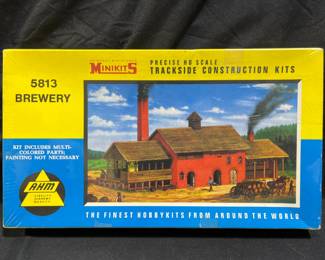 MINIKITS
PRECISE HO SCALE
TRACKSIDE CONSTRUCTION KITS
5813
BREWERY
KIT INCLUDES MULTI-
COLORED PARTS;
PAINTING NOT NECESSARY
AHM
THE FINEST HOBBYKITS FROM AROUND THE WORLD